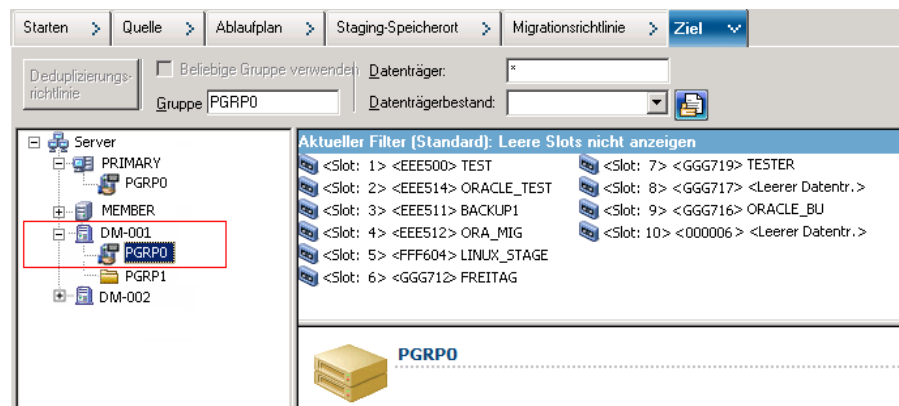 Starten Quelle Ablaufplan Staging-Speicherort Migrationsrichtlinie Ziel
Deduplizierungs-
richtlinie
Beliebige Gruppe verwenden
Gruppe PGRP0
Datenträger: *
Datenträgerbestand:
Server
PRIMARY
PGRP0
MEMBER
DM-001
PGRP0
PGRP1
DM-002
Aktueller Filter (Standard): Leere Slots nicht anzeigen
<Slot: 1> <EEE500> TEST
<Slot: 2> <EEE514> ORACLE_TEST
<Slot: 3> <EEE511> BACKUP1
<Slot: 4> <EEE512> ORA_MIG
<Slot: 5> <FFF604> LINUX_STAGE
<Slot: 6> <GGG712> FREITAG
<Slot: 7> <GGG719> TESTER
<Slot: 8> <GGG717> <Leerer Datentr.>
<Slot: 9> <GGG716> ORACLE_BU
<Slot: 10> <000006> <Leerer Datentr.>
PGRP0